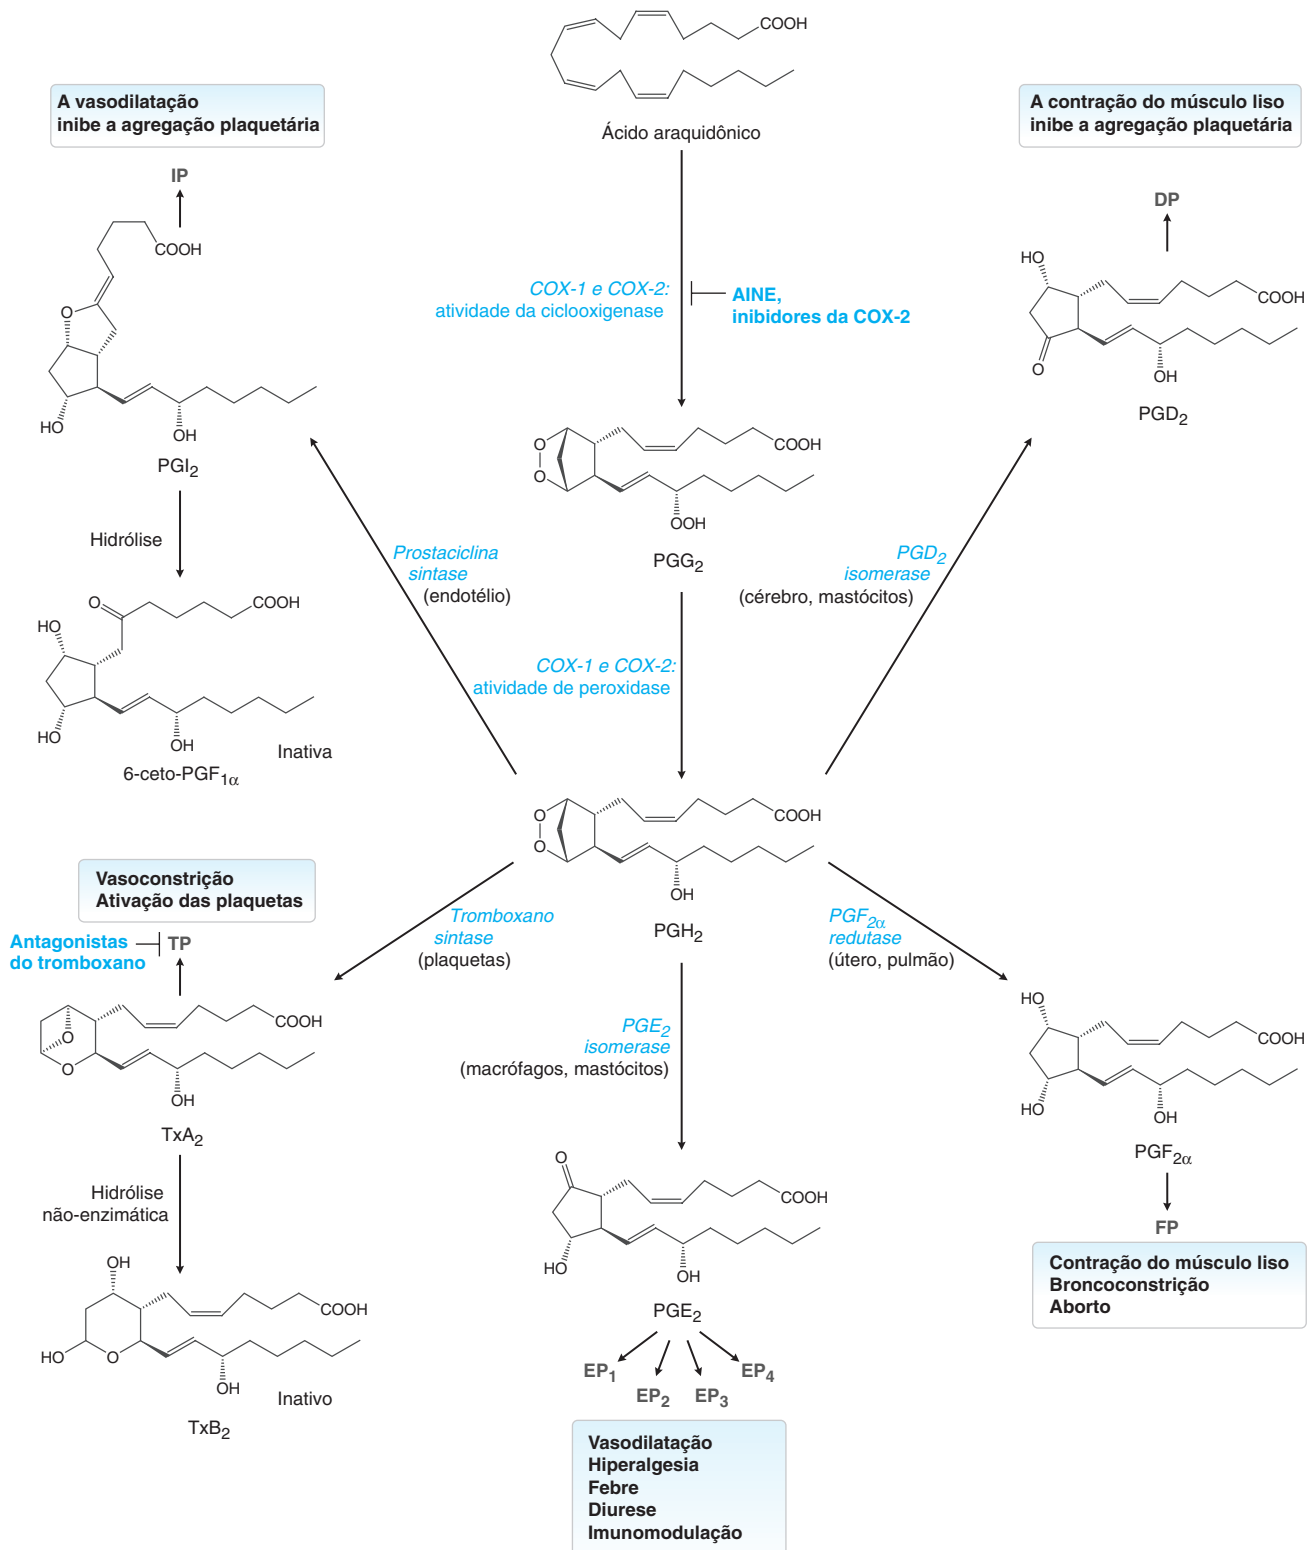 COOH
Ácido araquidônico
A vasodilatação
inibe a agregação plaquetária
IP
COOH
O
HO
OH
PGI2
Hidrólise
O
COOH
HO
HO
OH
Inativa
6-ceto-PGF1α
A contração do músculo liso
inibe a agregação plaquetária
DP
HO
COOH
O
OH
PGD2
COX-1 e COX-2:
atividade da ciclooxigenase
AINE,
inibidores da COX-2
O
O
COOH
OOH
PGG2
Prostaciclina
sintase
(endotélio)
PGD2
isomerase
(cérebro, mastócitos)
COX-1 e COX-2:
atividade de peroxidase
O
O
COOH
OH
PGH2
Vasoconstrição
Ativação das plaquetas
Antagonistas
do tromboxano
TP
Tromboxano
sintase
(plaquetas)
PGF2α
redutase
(útero, pulmão)
O
O
COOH
OH
TxA2
Hidrólise
não-enzimática
OH
COOH
HO
O
OH
Inativo
TxB2
PGE2
isomerase
(macrófagos, mastócitos)
O
COOH
HO
OH
PGE2
EP1
EP2
EP3
EP4
Vasodilatação
Hiperalgesia
Febre
Diurese
Imunomodulação
HO
COOH
HO
OH
PGF2α
FP
Contração do músculo liso
Broncoconstrição
Aborto